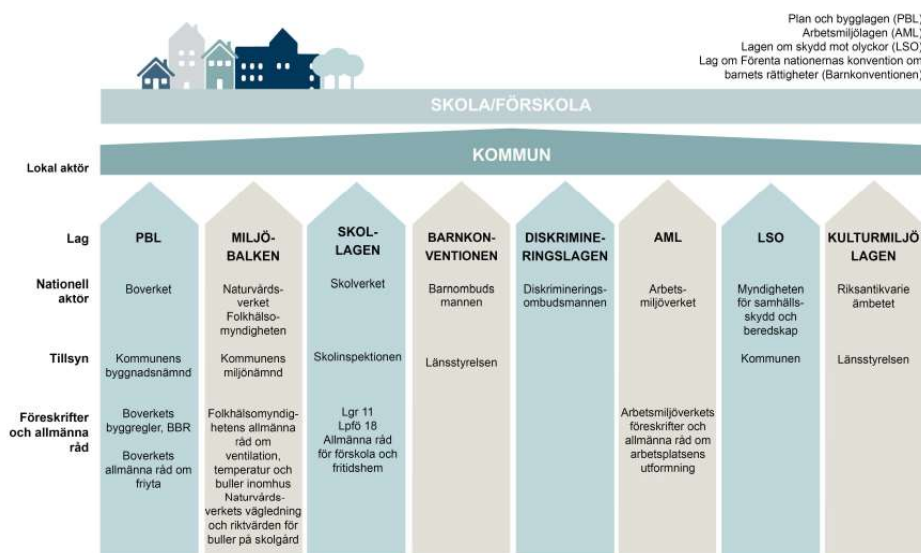 Plan och bygglagen (PBL)
Arbetsmiljölagen (AML)
Lagen om skydd mot olyckor (LSO)
Lag om Förenta nationernas konvention om
barnets rättigheter (Barnkonventionen)
SKOLA/FÖRSKOLA
Lokal aktör
KOMMUN
Lag
PBL
MILJÖ-
BALKEN
SKOL-
LAGEN
BARNKON-
VENTIONEN
DISKRIMINE-
RINGSLAGEN
AML
LSO
KULTURMILJÖ
LAGEN
Nationell
aktör
Boverket
Naturvårds-
verket
Folkhälso-
myndigheten
Skolverket
Barnombuds
mannen
Diskriminerings-
ombudsmannen
Arbets-
miljöverket
Myndigheten
för samhälls-
skydd och
beredskap
Riksantikvarie
ämbetet
Tillsyn
Kommunens
byggnadsnämnd
Kommunens
miljönämnd
Skolinspektionen
Länsstyrelsen
Kommunen
Länsstyrelsen
Föreskrifter
och allmänna
råd
Boverkets
byggregler, BBR
Boverkets
allmänna råd om
friyta
Folkhälsomyndig-
hetens allmänna
råd om
ventilation,
temperatur och
buller inomhus
Naturvårds-
verkets vägledning
och riktvärden för
buller på skolgård
Lgr 11
Lpfö 18
Allmänna råd
för förskola och
fritidshem
Arbetsmiljöverkets
föreskrifter och
allmänna råd om
arbetsplatsens
utformning